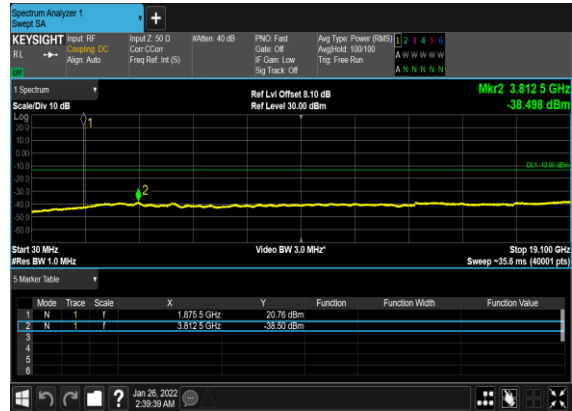 Spectrum Analyzer 1
Swept SA
KEYSIGHT Input: RF Input Z: 50 Ω #Atten: 40 dB PNO: Fast Avg Type: Power (RMS) 1 2 3 4 5 6
RL Coupling: DC Corr CCorr Gate: Off Avg|Hold: 100/100 A W W W W W
Align: Auto Freq Ref: Int (S) IF Gain: Low Trig: Free Run
Sig Track: Off A N N N N N
1 Spectrum Ref Lvl Offset 8.10 dB Mkr2 3.812 5 GHz
Scale/Div 10 dB Ref Level 30.00 dBm -38.498 dBm
Log
20.0
10.0
0.00
-10.0
-20.0
-30.0
-40.0
-50.0
-60.0
1
DL1 -13.00 dBm
2
Start 30 MHz Video BW 3.0 MHz* Stop 19.100 GHz
#Res BW 1.0 MHz Sweep ~35.6 ms (40001 pts)
5 Marker Table
Mode Trace Scale X Y Function Function Width Function Value
1 N 1 f 1.875 5 GHz 20.76 dBm
2 N 1 f 3.812 5 GHz -38.50 dBm
3
4
5
6
? Jan 26, 2022
2:39:39 AM